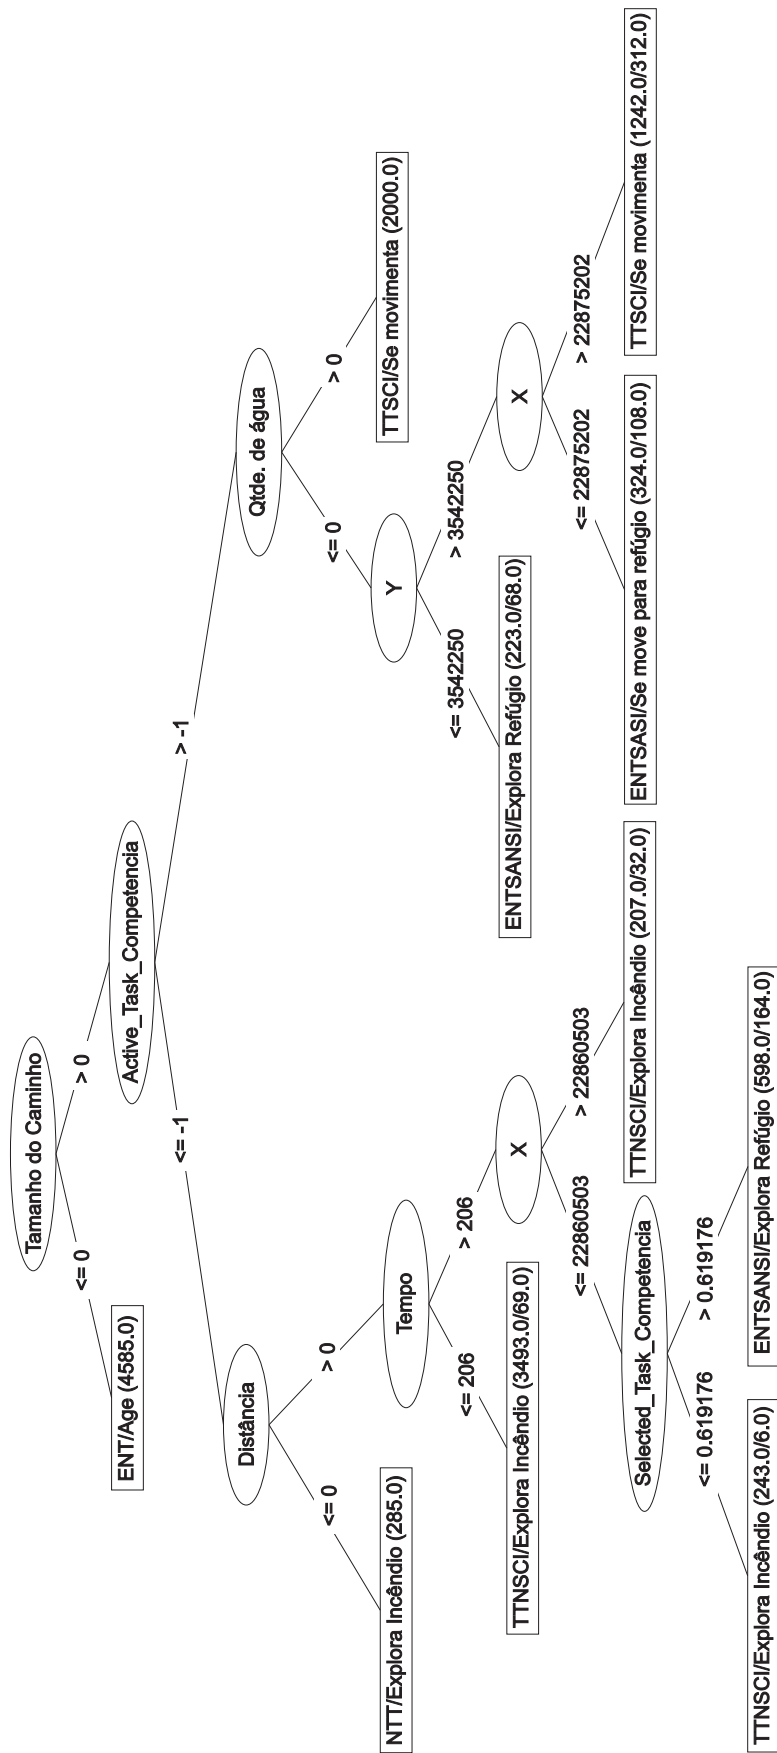 Tamanho do Caminho
<= 0
> 0
ENT/Age (4585.0)
Active_Task_Competencia
<= -1
> -1
Distância
Qtde. de água
<= 0
> 0
<= 0
> 0
NTT/Explora Incêndio (285.0)
Tempo
Y
TTSCI/Se movimenta (2000.0)
<= 206
> 206
<= 3542250
> 3542250
TTNSCI/Explora Incêndio (3493.0/69.0)
X
ENTSANSI/Explora Refúgio (223.0/68.0)
X
<= 22860503
> 22860503
<= 22875202
> 22875202
Selected_Task_Competencia
TTNSCI/Explora Incêndio (207.0/32.0)
ENTSASI/Se move para refúgio (324.0/108.0)
TTSCI/Se movimenta (1242.0/312.0)
<= 0.619176
> 0.619176
TTNSCI/Explora Incêndio (243.0/6.0)
ENTSANSI/Explora Refúgio (598.0/164.0)